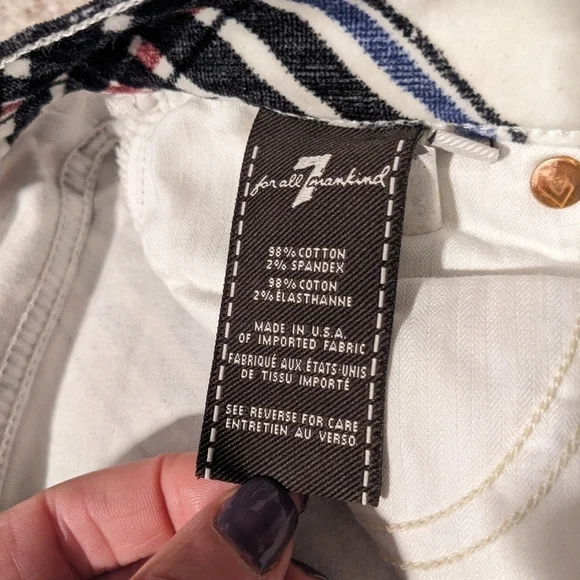 7
for all mankind
98% COTTON
2% SPANDEX
98% COTON
2% ÉLASTHANNE
MADE IN U.S.A.
OF IMPORTED FABRIC
FABRIQUÉ AUX ÉTATS-UNIS
DE TISSU IMPORTÉ
SEE REVERSE FOR CARE
ENTRETIEN AU VERSO